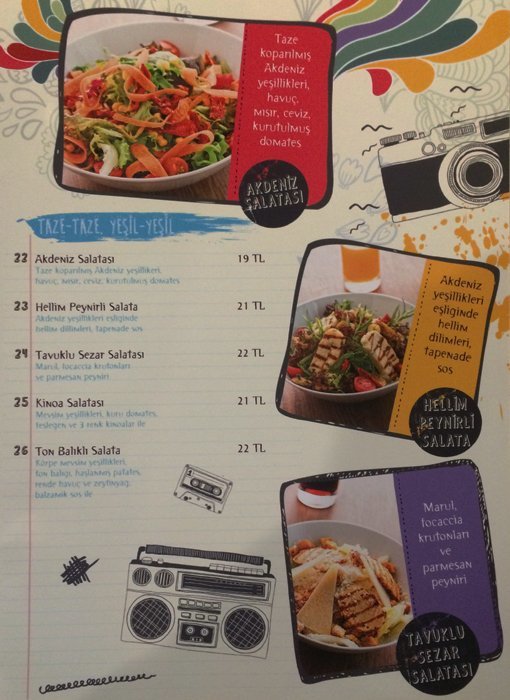 Taze
koparılmış
Akdeniz
yeşillikleri,
havuç,
mısır, ceviz,
kurutulmuş
domates
AKDENİZ
SALATASI
TAZE-TAZE, YEŞİL-YEŞİL
22 Akdeniz Salatası 19 TL
Taze koparılmış Akdeniz yeşillikeri,
havuç, mısır, ceviz, kurutulmuş domates
23 Hellim Peynirli Salata 21 TL
Akdeniz yeşillikleri eşliğinde
hellim dillimleri, tapenade sos
24 Tavuklu Sezar Salatası 22 TL
Marul, focaccia krutonları
ve parmesan peyniri
25 Kinoa Salatası 21 TL
Mevsim yeşillikleri, kuru domates,
fesleğen ve 3 renk kinoalar ile
26 Ton Balıklı Salata 22 TL
Körpe mevsim yeşillikleri,
ton balığı, haşlanmış patates,
rende havuç ve zeytinyağ,
balzamik sos ile
Akdeniz
yeşillikleri
eşliğinde
hellim
dilimleri,
tapenade
sos
HELLİM
PEYNİRLİ
SALATA
Marul,
focaccia
krutonları
ve
parmesan
peyniri
TAVUKLU
SEZAR
SALATASI